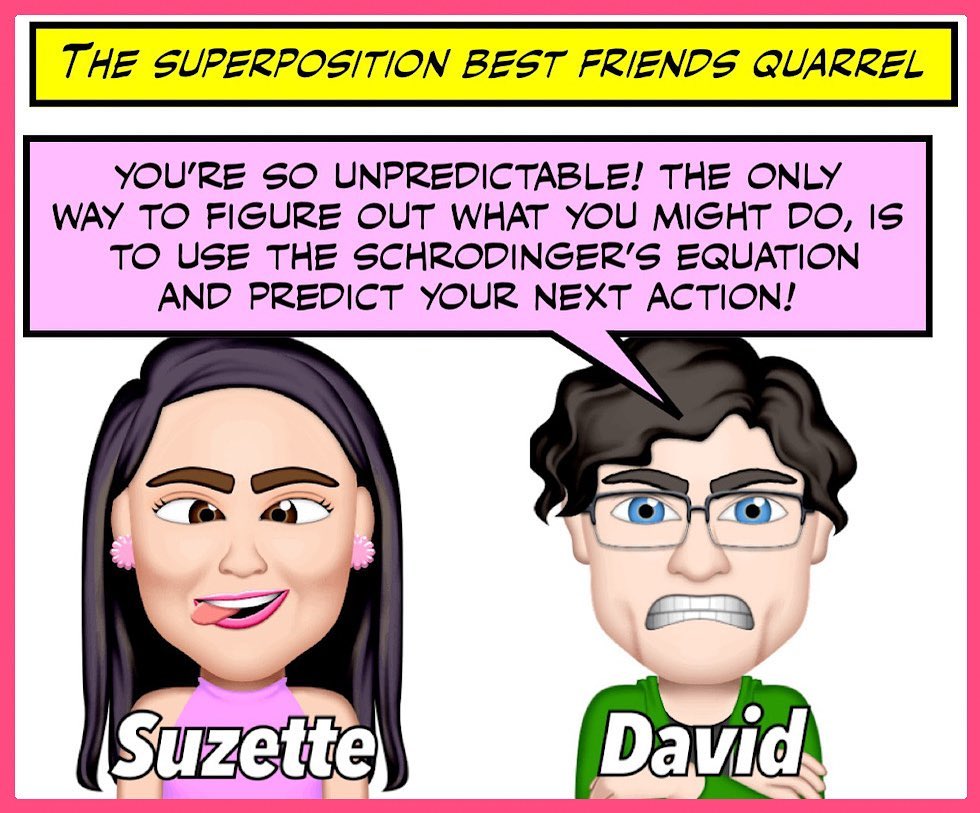 THE SUPERPOSITION BEST FRIENDS QUARREL
YOU'RE SO UNPREDICTABLE! THE ONLY
WAY TO FIGURE OUT WHAT YOU MIGHT DO, IS
TO USE THE SCHRODINGER'S EQUATION
AND PREDICT YOUR NEXT ACTION!
Suzette
David